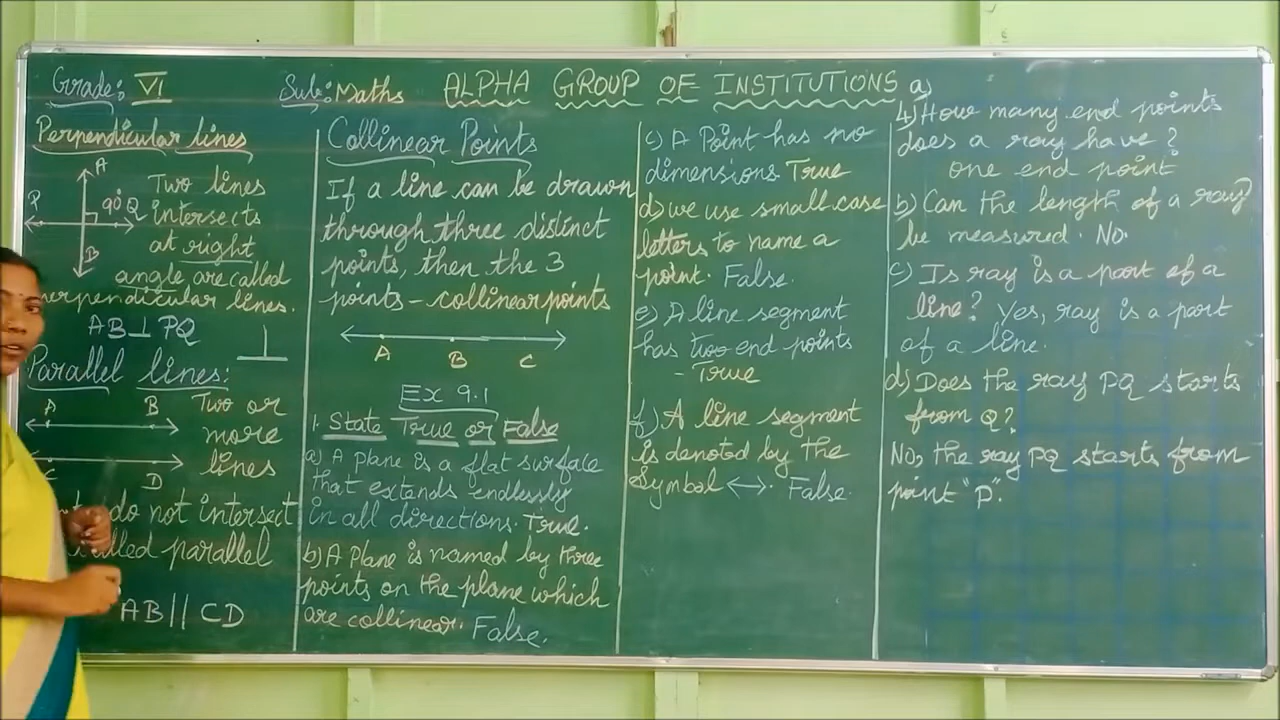 Grade: VI Sub: Maths ALPHA GROUP OF INSTITUTIONS
Perpendicular lines
A
P 90° Q
B
Two lines
intersects
at right
angle are called
perpendicular lines.
AB ⊥ PQ
⊥
Parallel lines:
A B
C D
Two or
more
lines
do not intersect
called parallel
AB || CD
Collinear Points
If a line can be drawn
through three distinct
points, then the 3
points - collinear points
A B C
Ex 9.1
1. State True or False
a) A plane is a flat surface
that extends endlessly
in all directions. True.
b) A Plane is named by three
points on the plane which
are collinear. False.
c) A Point has no
dimensions True
d) we use small case
letters to name a
point. False.
e) A line segment
has two end points
- True
f) A line segment
is denoted by the
Symbol ↔. False.
a)
4) How many end points
does a ray have?
one end point
b) Can the length of a ray
be measured. No.
c) Is ray is a part of a
line? Yes, ray is a part
of a line.
d) Does the ray PQ starts
from Q?
No, the ray PQ starts from
point "P".